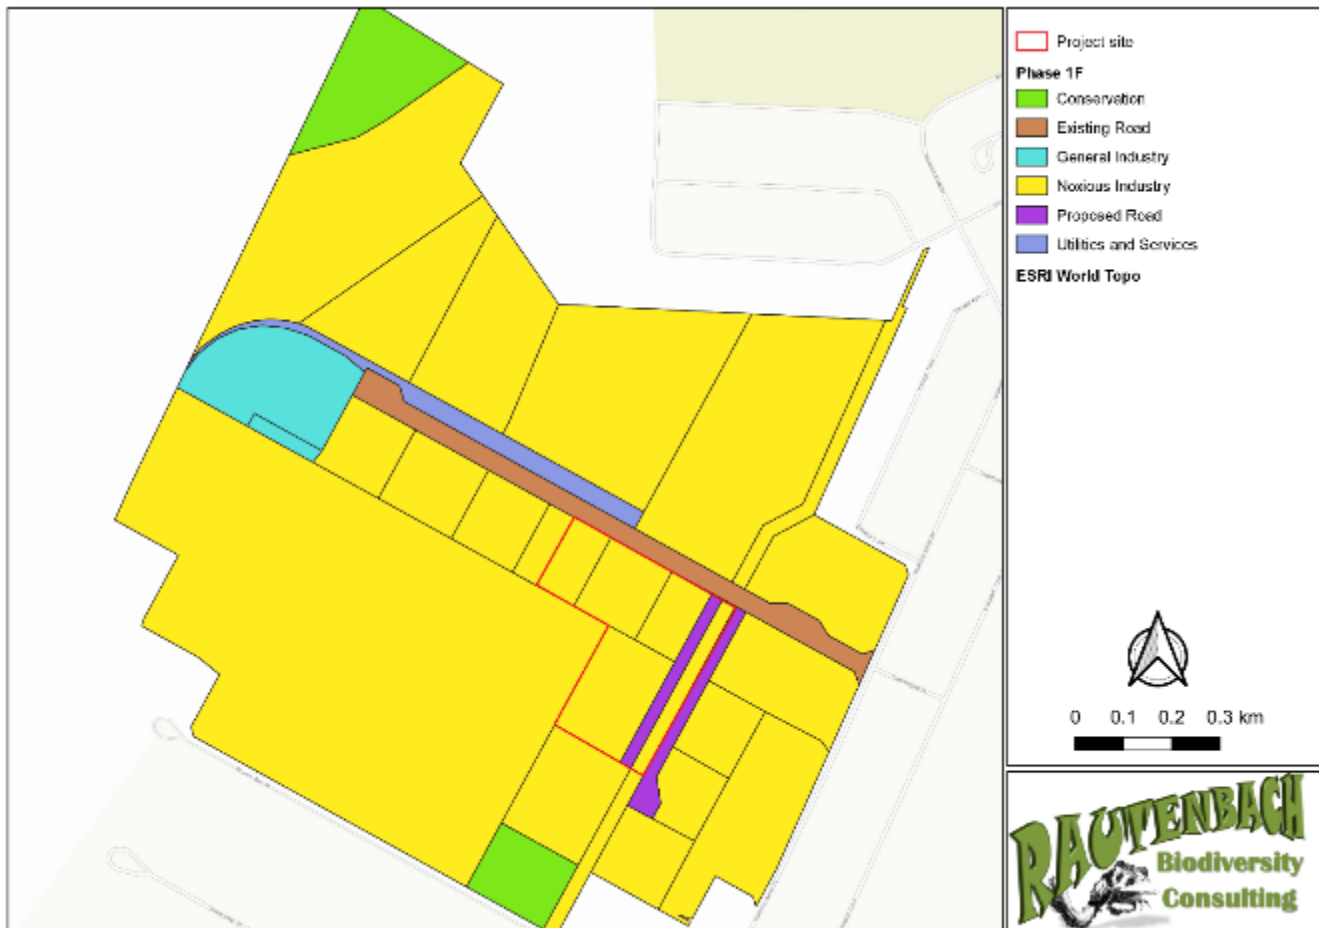 Project site
Phase 1F
Conservation
Existing Road
General Industry
Noxious Industry
Proposed Road
Utilities and Services
ESRI World Topo
0 0.1 0.2 0.3 km
RAUTENBACH
Biodiversity
Consulting